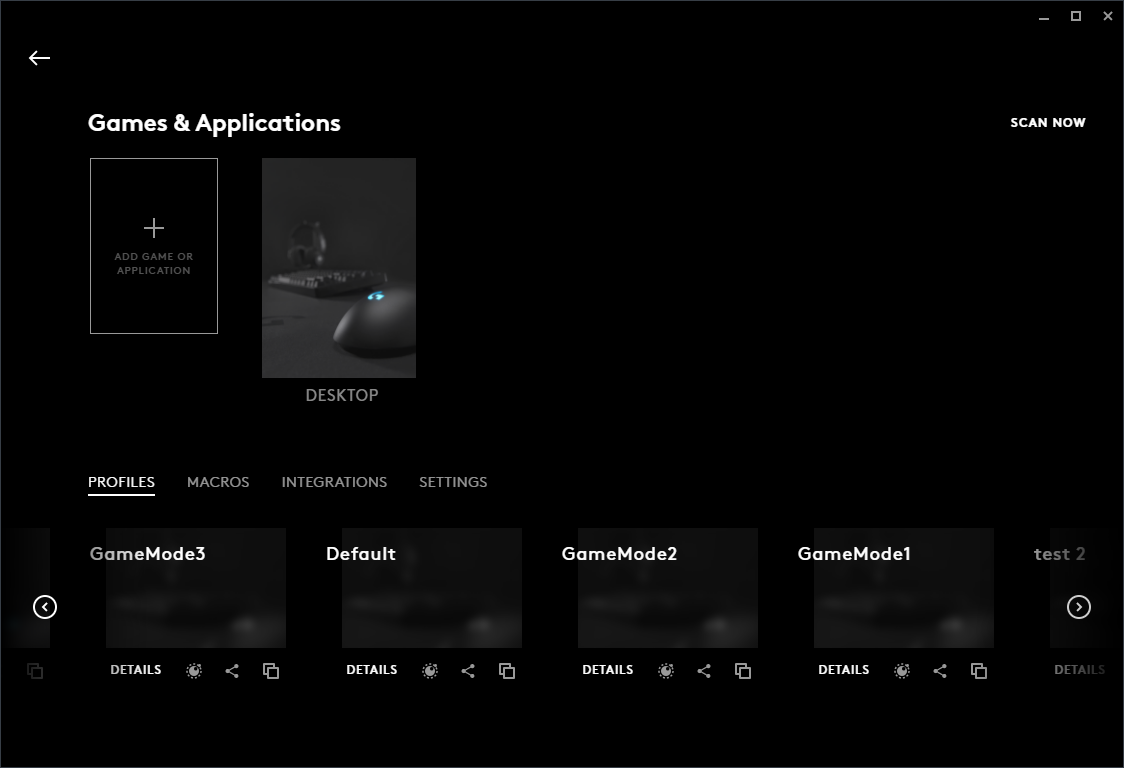 Games & Applications
SCAN NOW
ADD GAME OR
APPLICATION
DESKTOP
PROFILES
MACROS
INTEGRATIONS
SETTINGS
GameMode3
Default
GameMode2
GameMode1
test 2
DETAILS
DETAILS
DETAILS
DETAILS
DETAILS